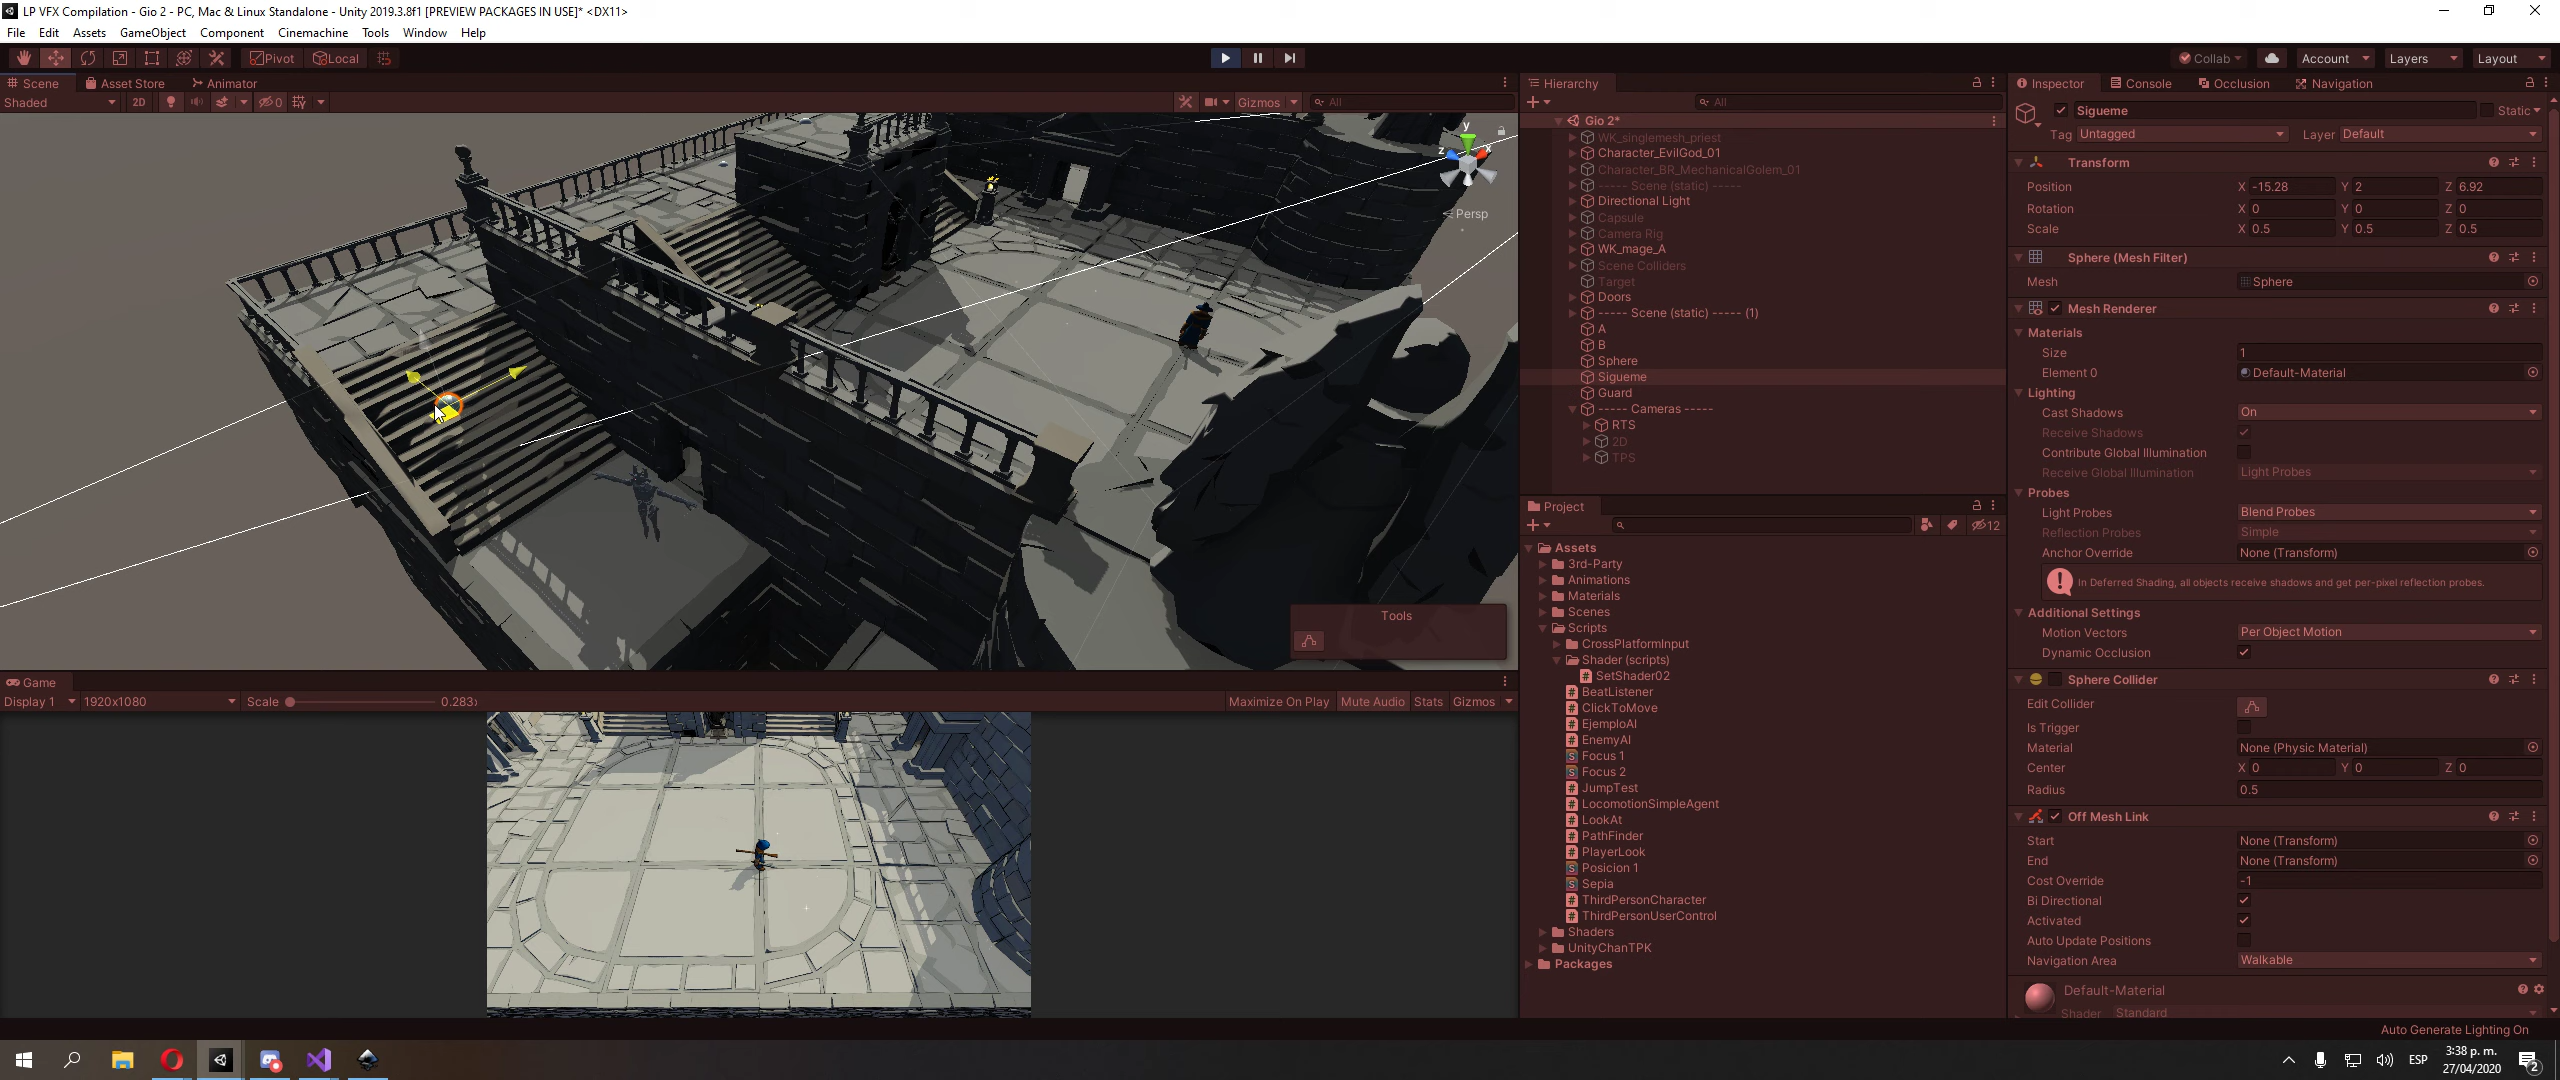 LP VFX Compilation - Gio 2 - PC, Mac & Linux Standalone - Unity 2019.3.8f1 [PREVIEW PACKAGES IN USE]* <DX11>
File Edit Assets GameObject Component Cinemachine Tools Window Help
Pivot Local Collab Account Layers Layout
Scene Asset Store Animator
Shaded 2D 0 Gizmos All
y
z x
Persp
Tools
Game
Display 1 1920x1080 Scale 0.283x Maximize On Play Mute Audio Stats Gizmos
Hierarchy
All
Gio 2*
WK_singlemesh_priest
Character_EvilGod_01
Character_BR_MechanicalGolem_01
----- Scene (static) -----
Directional Light
Capsule
Camera Rig
WK_mage_A
Scene Colliders
Target
Doors
----- Scene (static) ----- (1)
A
B
Sphere
Sigueme
Guard
----- Cameras -----
RTS
2D
TPS
Project
12
Assets
3rd-Party
Animations
Materials
Scenes
Scripts
CrossPlatformInput
Shader (scripts)
SetShader02
BeatListener
ClickToMove
EjemploAI
EnemyAI
Focus 1
Focus 2
JumpTest
LocomotionSimpleAgent
LookAt
PathFinder
PlayerLook
Posicion 1
Sepia
ThirdPersonCharacter
ThirdPersonUserControl
Shaders
UnityChanTPK
Packages
Inspector Console Occlusion Navigation
Sigueme Static
Tag Untagged Layer Default
Transform
Position X -15.28 Y 2 Z 6.92
Rotation X 0 Y 0 Z 0
Scale X 0.5 Y 0.5 Z 0.5
Sphere (Mesh Filter)
Mesh Sphere
Mesh Renderer
Materials
Size 1
Element 0 Default-Material
Lighting
Cast Shadows On
Receive Shadows
Contribute Global Illumination
Receive Global Illumination Light Probes
Probes
Light Probes Blend Probes
Reflection Probes Simple
Anchor Override None (Transform)
In Deferred Shading, all objects receive shadows and get per-pixel reflection probes.
Additional Settings
Motion Vectors Per Object Motion
Dynamic Occlusion
Sphere Collider
Edit Collider
Is Trigger
Material None (Physic Material)
Center X 0 Y 0 Z 0
Radius 0.5
Off Mesh Link
Start None (Transform)
End None (Transform)
Cost Override -1
Bi Directional
Activated
Auto Update Positions
Navigation Area Walkable
Default-Material
Shader Standard
Auto Generate Lighting On
ESP 3:38 p. m.
27/04/2020 2